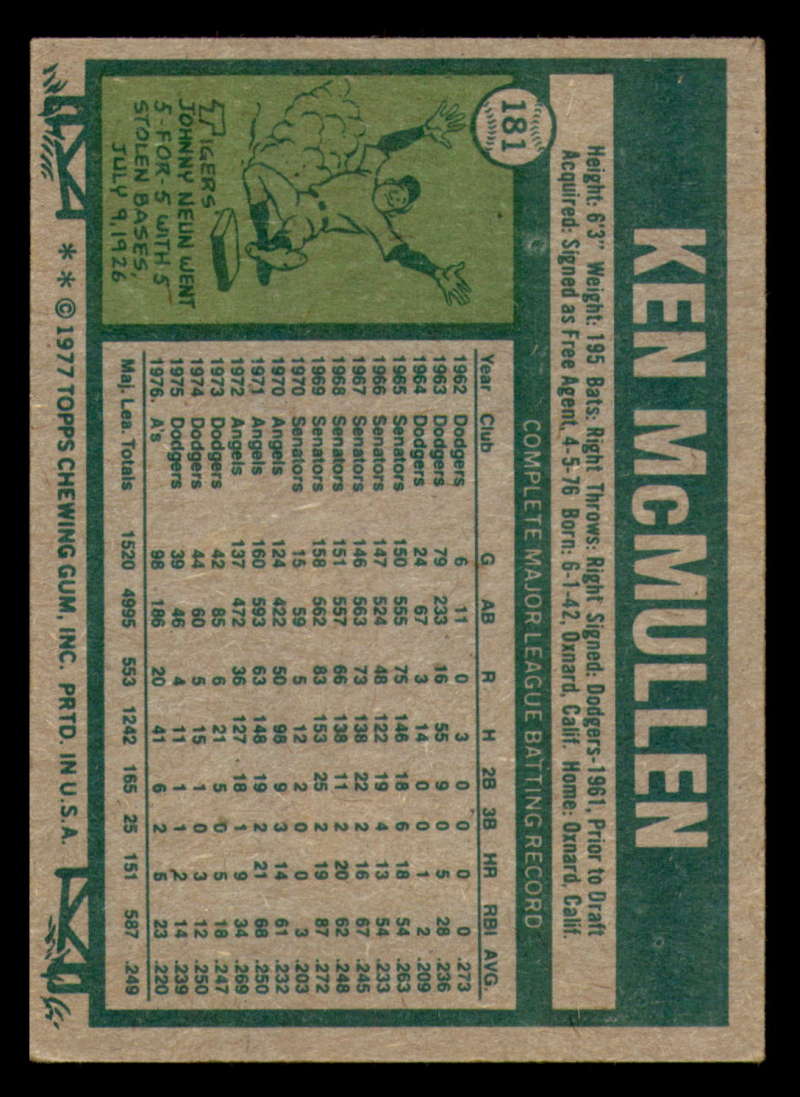 181
KEN McMULLEN
Height: 6'3" Weight: 195 Bats: Right Throws: Right Signed: Dodgers-1961, Prior to Draft
Acquired: Signed as Free Agent, 4-5-76 Born: 6-1-42, Oxnard, Calif. Home: Oxnard, Calif.
TIGERS
JOHNNY NEUN WENT
5-FOR-5 WITH 5
STOLEN BASES,
JULY 9, 1926
COMPLETE MAJOR LEAGUE BATTING RECORD
Year Club G AB R H 2B 3B HR RBI AVG.
1962 Dodgers 6 11 0 3 0 0 0 0 .273
1963 Dodgers 79 233 16 55 9 0 5 28 .236
1964 Dodgers 24 67 3 14 0 0 1 2 .209
1965 Senators 150 555 75 146 18 6 18 54 .263
1966 Senators 147 524 48 122 19 4 13 54 .233
1967 Senators 146 563 73 138 22 2 16 67 .245
1968 Senators 151 557 66 138 11 2 20 62 .248
1969 Senators 158 562 83 153 25 2 19 87 .272
1970 Senators 15 59 5 12 2 0 0 3 .203
1970 Angels 124 422 50 98 9 3 14 61 .232
1971 Angels 160 593 63 148 19 2 21 68 .250
1972 Angels 137 472 36 127 18 1 9 34 .269
1973 Dodgers 42 85 6 21 5 0 5 18 .247
1974 Dodgers 44 60 5 15 1 0 3 12 .250
1975 Dodgers 39 46 4 11 1 1 2 14 .239
1976. A's 98 186 20 41 6 2 5 23 .220
Maj. Lea. Totals 1520 4995 553 1242 165 25 151 587 .249
* * © 1977 TOPPS CHEWING GUM, INC. PRTD. IN U.S.A.